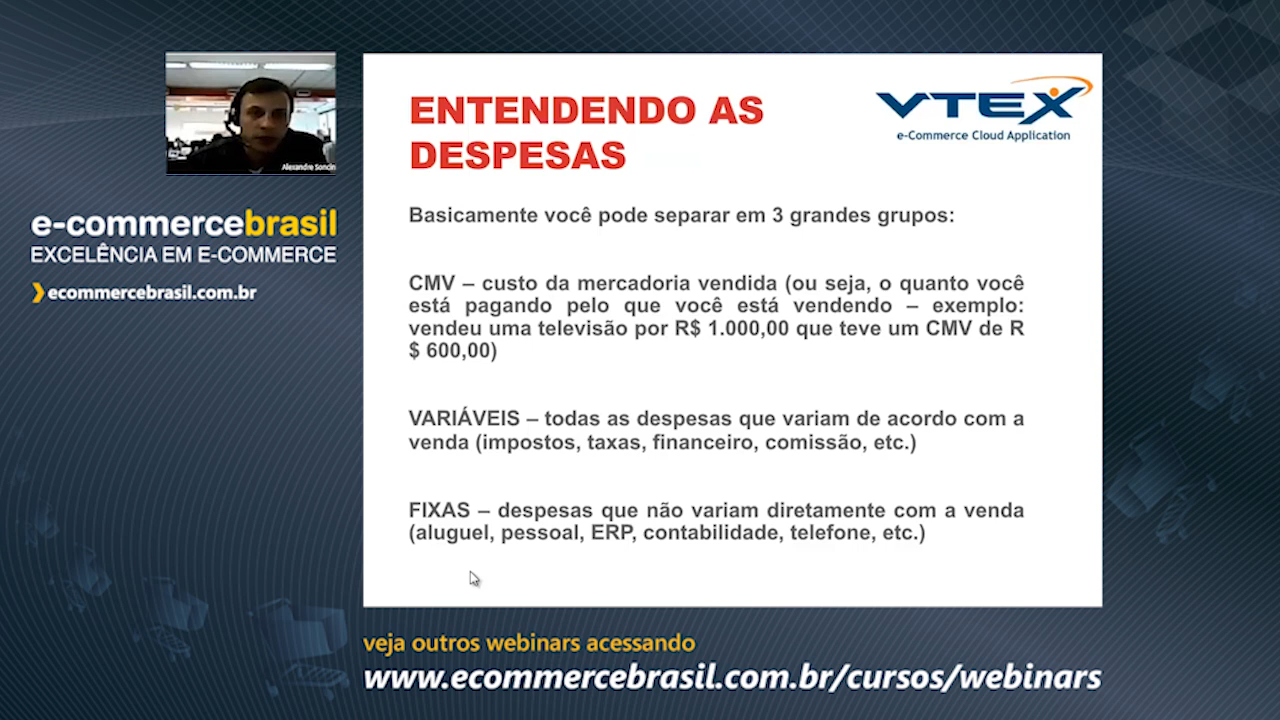 Alexandre Soncin
e-commercebrasil
EXCELÊNCIA EM E-COMMERCE
ecommercebrasil.com.br
ENTENDENDO AS
DESPESAS
VTEX
e-Commerce Cloud Application
Basicamente você pode separar em 3 grandes grupos:
CMV – custo da mercadoria vendida (ou seja, o quanto você
está pagando pelo que você está vendendo – exemplo:
vendeu uma televisão por R$ 1.000,00 que teve um CMV de R
$ 600,00)
VARIÁVEIS – todas as despesas que variam de acordo com a
venda (impostos, taxas, financeiro, comissão, etc.)
FIXAS – despesas que não variam diretamente com a venda
(aluguel, pessoal, ERP, contabilidade, telefone, etc.)
veja outros webinars acessando
www.ecommercebrasil.com.br/cursos/webinars